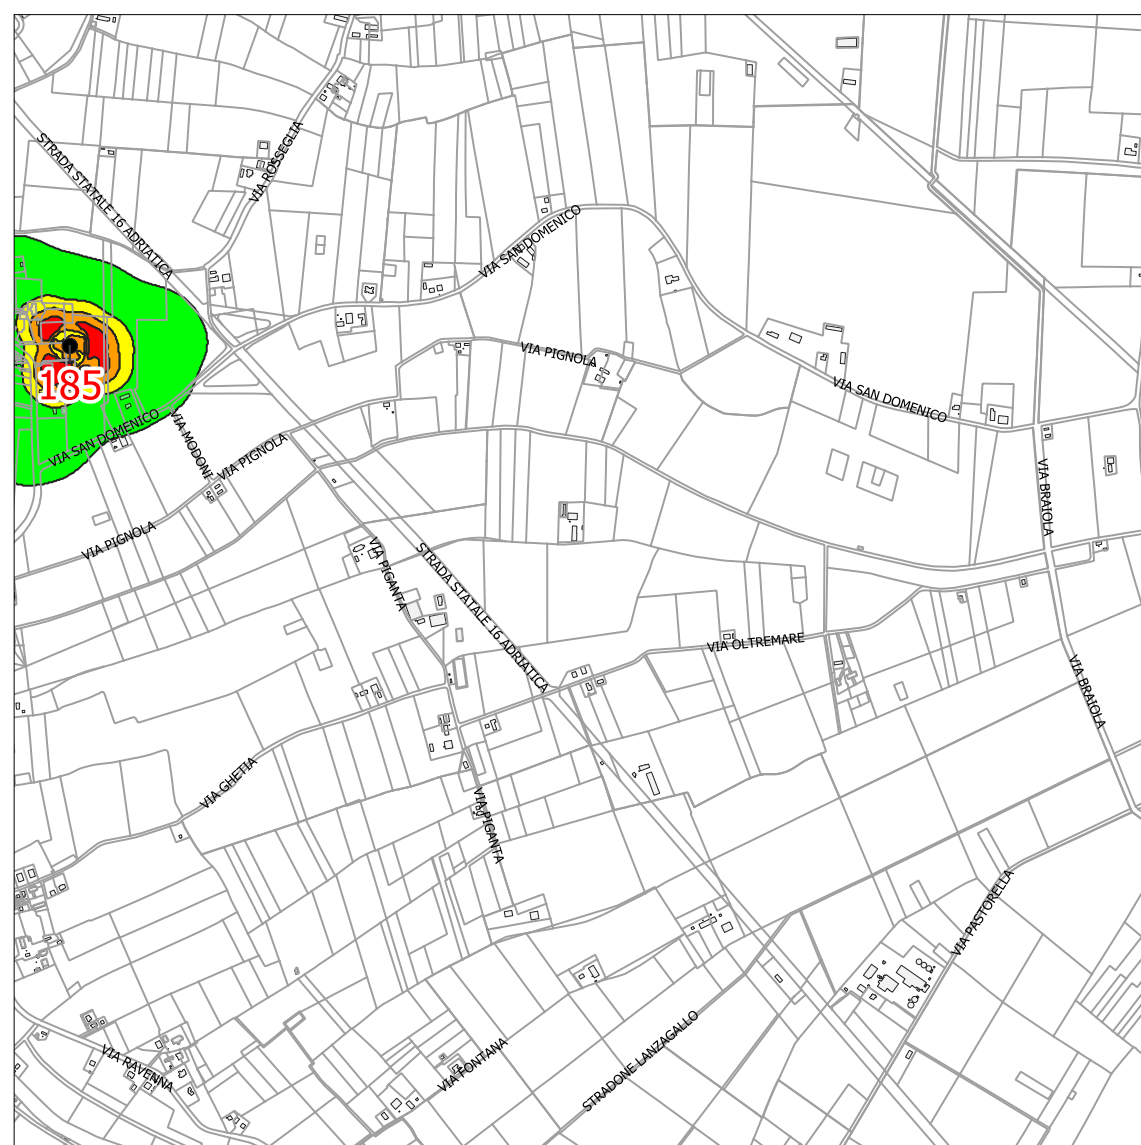 STRADA STATALE 16 ADRIATICA
VIA ROSSEGLIA
VIA SAN DOMENICO
VIA PIGNOLA
185
VIA SAN DOMENICO
VIA SAN DOMENICO
VIA MODONI
VIA PIGNOLA
VIA PIGNOLA
VIA BRAIOLA
VIA PIGANTA
STRADA STATALE 16 ADRIATICA
VIA OLTREMARE
VIA BRAIOLA
VIA GHETIA
VIA PIGANTA
VIA PASTORELLA
VIA RAVENNA
VIA FONTANA
STRADONE LANZAGALLO